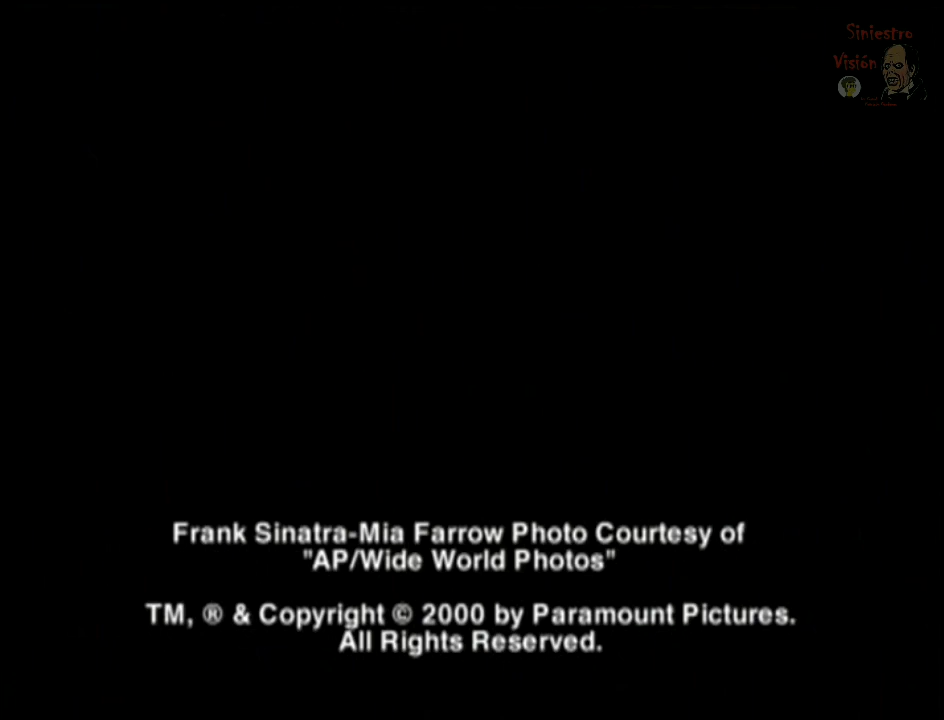 Siniestro
Visión
Frank Sinatra-Mia Farrow Photo Courtesy of
"AP/Wide World Photos"
TM, ® & Copyright © 2000 by Paramount Pictures.
All Rights Reserved.